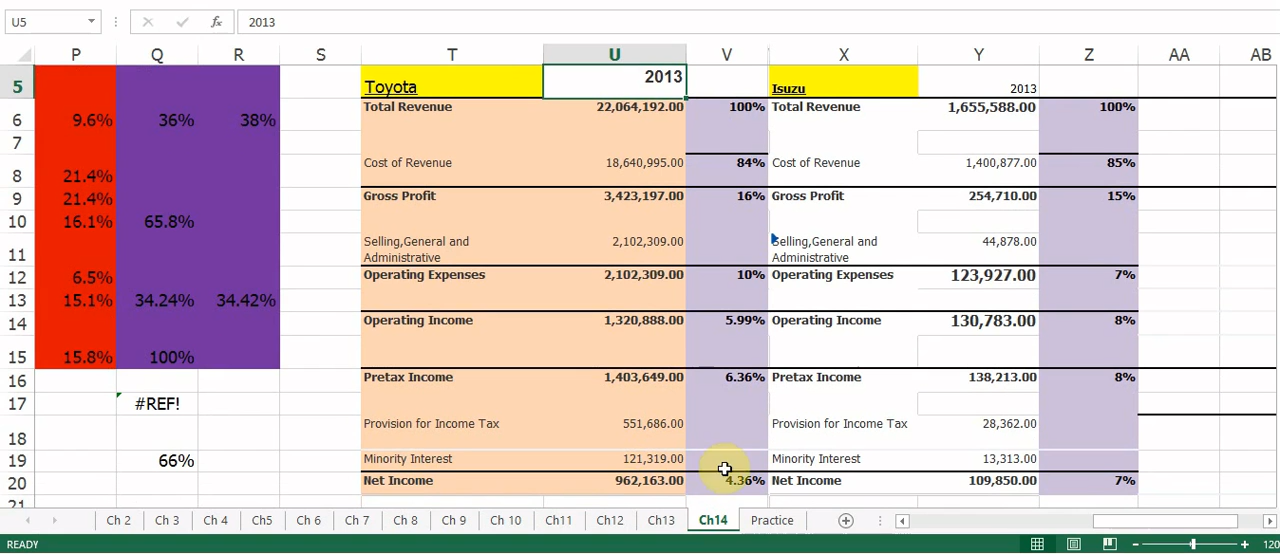 U5 fx 2013
P Q R S T U V X Y Z AA AB
5 Toyota 2013 Isuzu 2013
6 9.6% 36% 38% Total Revenue 22,064,192.00 100% Total Revenue 1,655,588.00 100%
7
8 21.4% Cost of Revenue 18,640,995.00 84% Cost of Revenue 1,400,877.00 85%
9 21.4% Gross Profit 3,423,197.00 16% Gross Profit 254,710.00 15%
10 16.1% 65.8%
Selling,General and 2,102,309.00 Selling,General and 44,878.00
11 Administrative Administrative
12 6.5% Operating Expenses 2,102,309.00 10% Operating Expenses 123,927.00 7%
13 15.1% 34.24% 34.42%
14 Operating Income 1,320,888.00 5.99% Operating Income 130,783.00 8%
15 15.8% 100%
16 Pretax Income 1,403,649.00 6.36% Pretax Income 138,213.00 8%
17 #REF!
18 Provision for Income Tax 551,686.00 Provision for Income Tax 28,362.00
19 66% Minority Interest 121,319.00 Minority Interest 13,313.00
20 Net Income 962,163.00 4.36% Net Income 109,850.00 7%
21
Ch 2 Ch 3 Ch 4 Ch5 Ch 6 Ch 7 Ch 8 Ch 9 Ch 10 Ch11 Ch12 Ch13 Ch14 Practice
READY 120